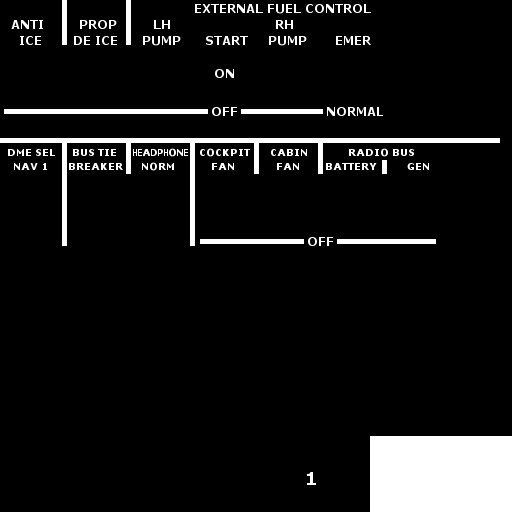 EXTERNAL FUEL CONTROL
ANTI PROP LH RH
ICE DE ICE PUMP START PUMP EMER
ON
OFF NORMAL
DME SEL BUS TIE HEADPHONE COCKPIT CABIN RADIO BUS
NAV 1 BREAKER NORM FAN FAN BATTERY GEN
OFF
1